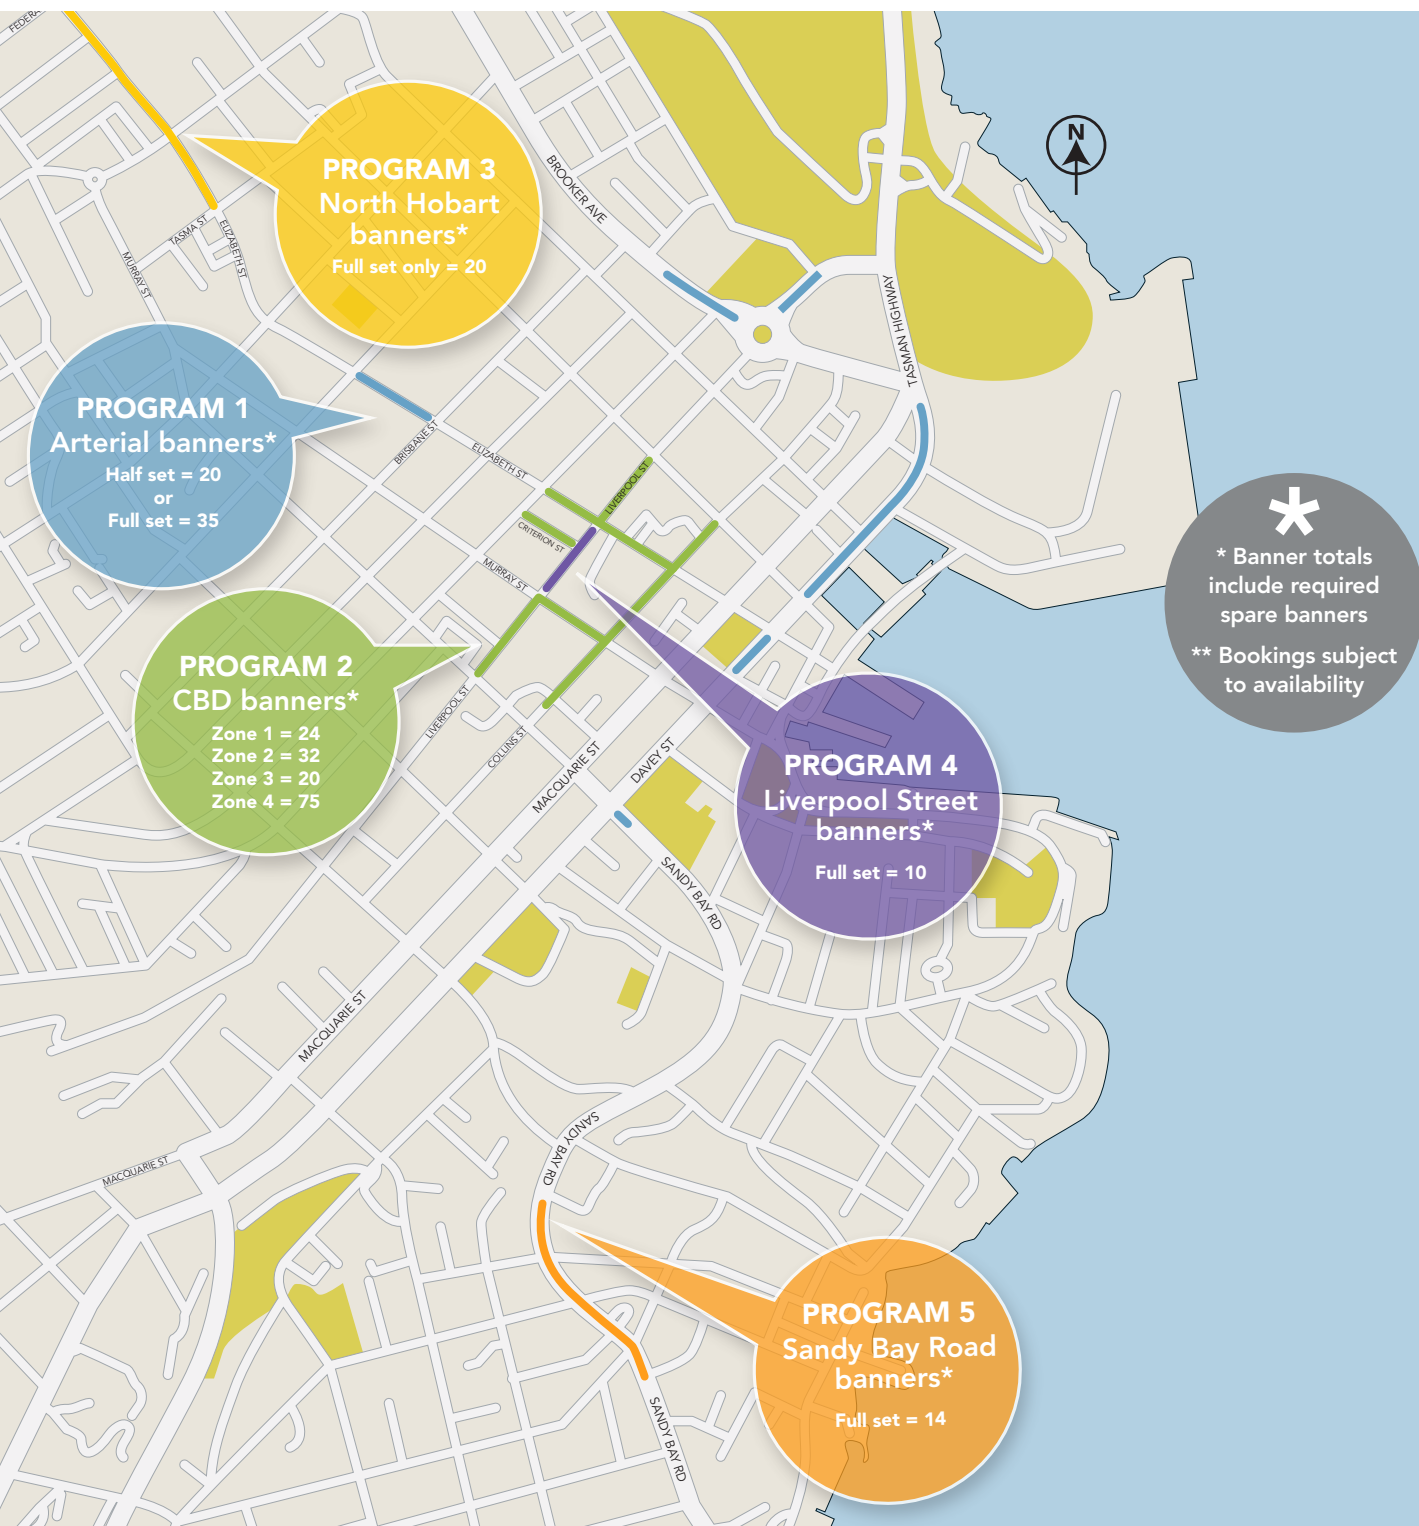 FEDERA
PROGRAM 3
North Hobart
banners*
Full set only = 20
BROOKER AVE
N
TASMA ST
ELIZABETH ST
MURRAY ST
TASMAN HIGHWAY
PROGRAM 1
Arterial banners*
Half set = 20
or
Full set = 35
BRISBANE ST
ELIZABETH ST
LIVERPOOL ST
CRITERION ST
MURRAY ST
*
* Banner totals
include required
spare banners
** Bookings subject
to availability
PROGRAM 2
CBD banners*
Zone 1 = 24
Zone 2 = 32
Zone 3 = 20
Zone 4 = 75
LIVERPOOL ST
COLLINS ST
MACQUARIE ST
DAVEY ST
PROGRAM 4
Liverpool Street
banners*
Full set = 10
SANDY BAY RD
MACQUARIE ST
SANDY BAY RD
MACQUARIE ST
PROGRAM 5
Sandy Bay Road
banners*
Full set = 14
SANDY BAY RD